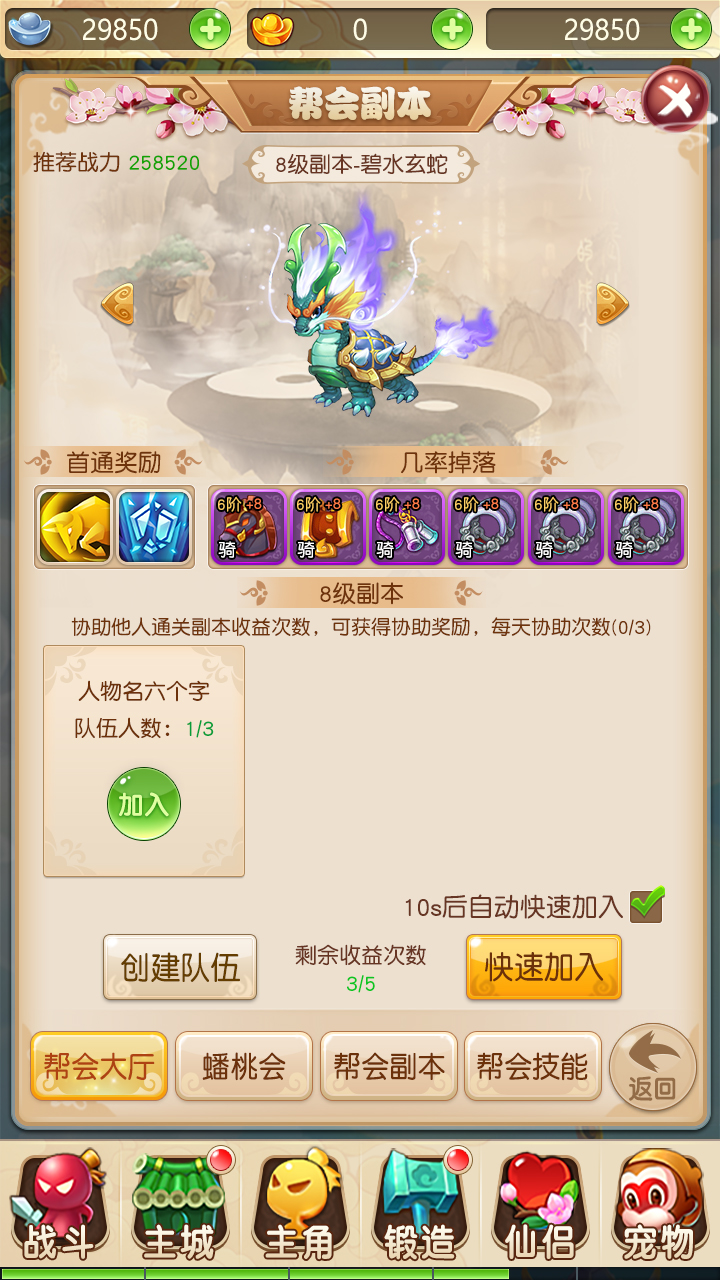 29850
0
29850
帮会副本
推荐战力 258520
8级副本-碧水玄蛇
首通奖励
几率掉落
6阶+8
骑
6阶+8
骑
6阶+8
骑
6阶+8
骑
6阶+8
骑
6阶+8
骑
8级副本
协助他人通关副本收益次数，可获得协助奖励，每天协助次数(0/3)
人物名六个字
队伍人数：1/3
加入
10s后自动快速加入
创建队伍
剩余收益次数
3/5
快速加入
帮会大厅
蟠桃会
帮会副本
帮会技能
返回
战斗
主城
主角
锻造
仙侣
宠物